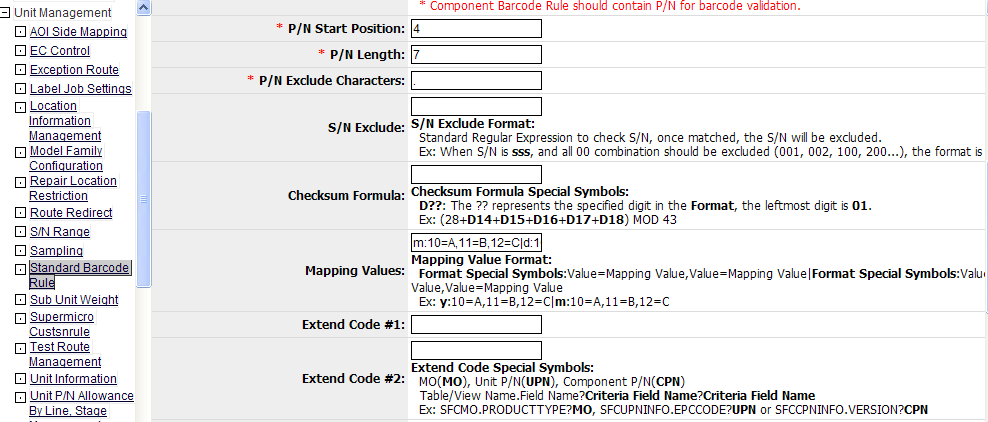 Unit Management
AOI Side Mapping
EC Control
Exception Route
Label Job Settings
Location
Information
Management
Model Family
Configuration
Repair Location
Restriction
Route Redirect
S/N Range
Sampling
Standard Barcode
Rule
Sub Unit Weight
Supermicro
Custsnrule
Test Route
Management
Unit Information
Unit P/N Allowance
By Line, Stage
* Component Barcode Rule should contain P/N for barcode validation.
* P/N Start Position: 4
* P/N Length: 7
* P/N Exclude Characters: .
S/N Exclude:
S/N Exclude Format:
Standard Regular Expression to check S/N, once matched, the S/N will be excluded.
Ex: When S/N is sss, and all 00 combination should be excluded (001, 002, 100, 200...), the format is
Checksum Formula:
Checksum Formula Special Symbols:
D??: The ?? represents the specified digit in the Format, the leftmost digit is 01.
Ex: (28+D14+D15+D16+D17+D18) MOD 43
Mapping Values:
m:10=A,11=B,12=C|d:1
Mapping Value Format:
Format Special Symbols:Value=Mapping Value,Value=Mapping Value|Format Special Symbols:Valu
Value,Value=Mapping Value
Ex: y:10=A,11=B,12=C|m:10=A,11=B,12=C
Extend Code #1:
Extend Code #2:
Extend Code Special Symbols:
MO(MO), Unit P/N(UPN), Component P/N(CPN)
Table/View Name.Field Name?Criteria Field Name?Criteria Field Name
Ex: SFCMO.PRODUCTTYPE?MO, SFCUPNINFO.EPCCODE?UPN or SFCCPNINFO.VERSION?CPN